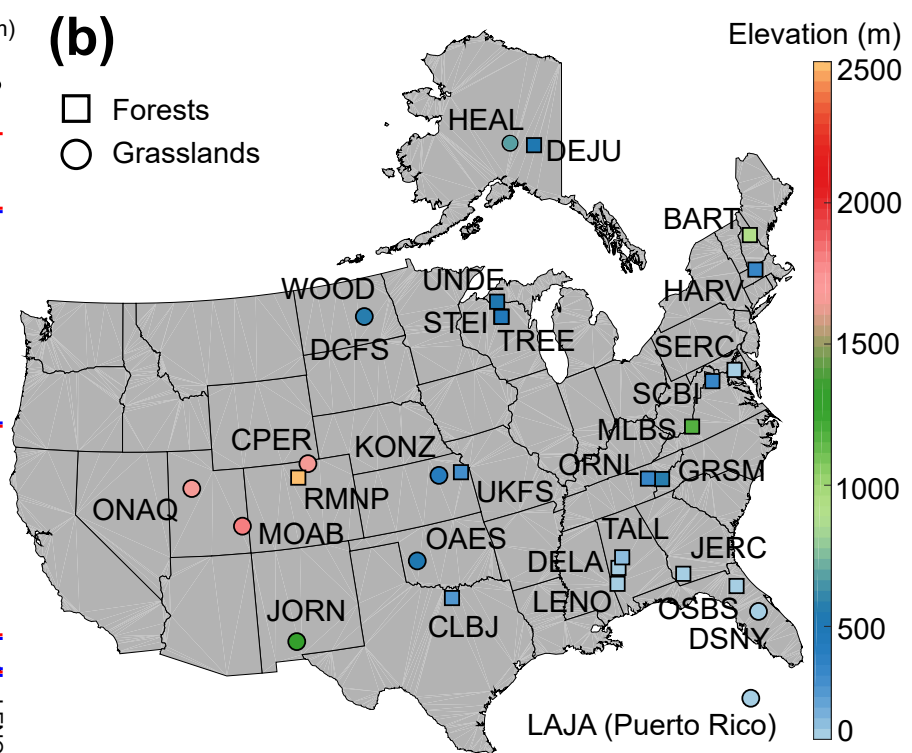 m)
(b)
Elevation (m)
Forests
Grasslands
2500
2000
1500
1000
500
0
HEAL
DEJU
BART
HARV
WOOD
DCFS
UNDE
STEI
TREE
SERC
SCBI
MLBS
CPER
KONZ
ORNL
GRSM
ONAQ
RMNP
UKFS
MOAB
OAES
TALL
DELA
JERC
LENO
JORN
CLBJ
OSBS
DSNY
LAJA (Puerto Rico)